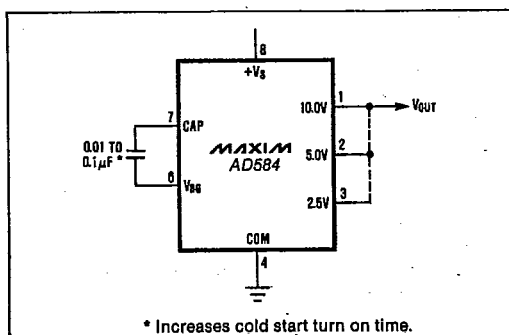 8
+VS
10.0V 1 VOUT
7 CAP
0.01 TO
0.1µF *
MAXIM
AD584
5.0V 2
6 VBG
2.5V 3
COM
4
* Increases cold start turn on time.